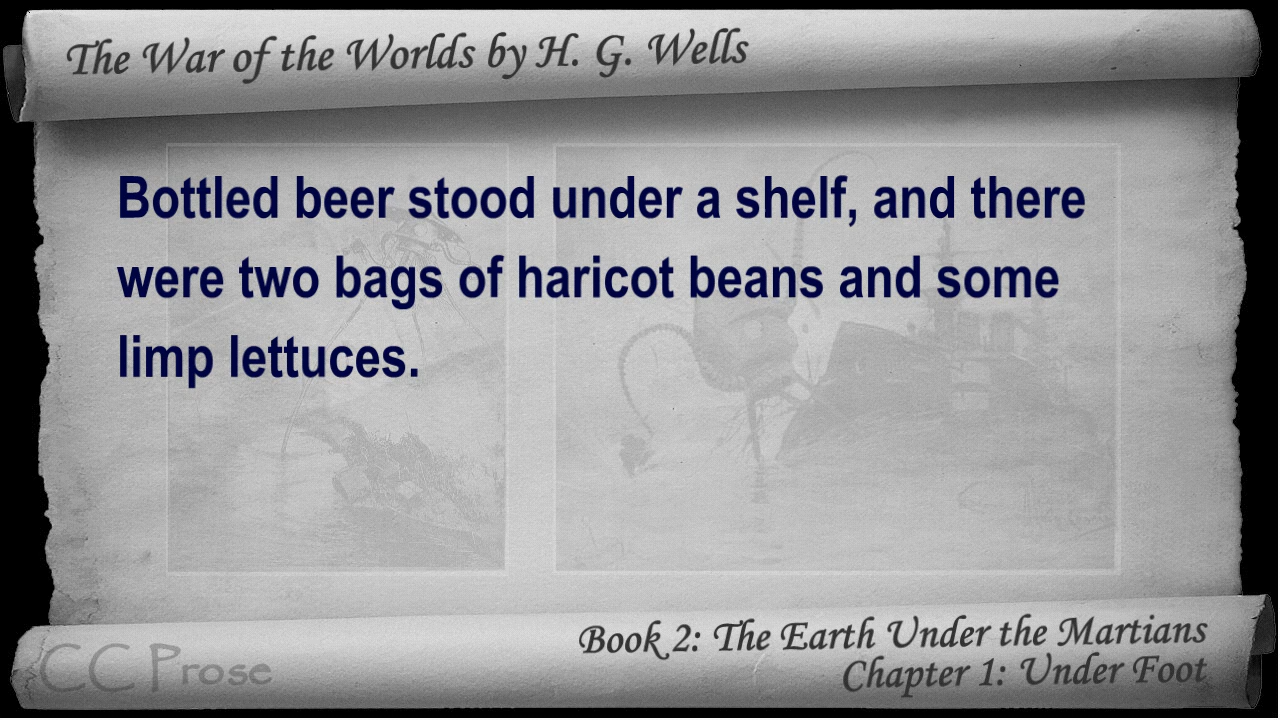 The War of the Worlds by H. G. Wells
Bottled beer stood under a shelf, and there
were two bags of haricot beans and some
limp lettuces.
Book 2: The Earth Under the Martians
Chapter 1: Under Foot
CC Prose